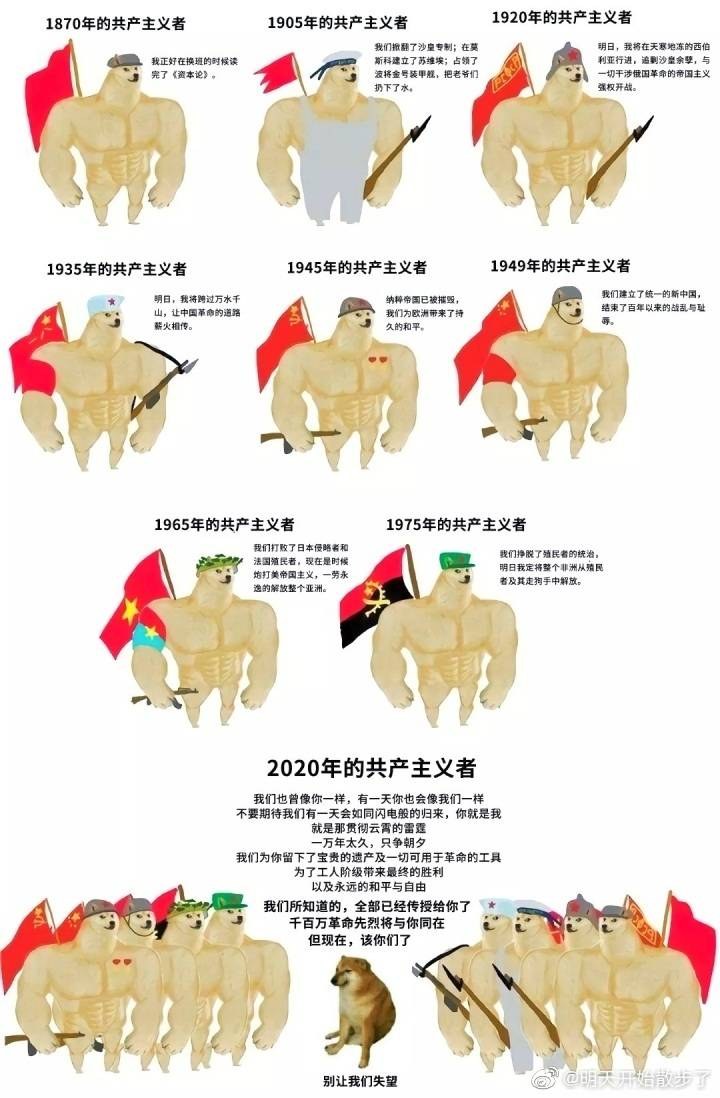 1870年的共产主义者
我正好在换班的时候读
完了《资本论》。
1905年的共产主义者
我们掀翻了沙皇专制；在莫
斯科建立了苏维埃；占领了
波将金号装甲舰，把老爷们
扔下了水。
1920年的共产主义者
明日，我将在天寒地冻的西伯
利亚行进，追剿沙皇余孽，与
一切干涉俄国革命的帝国主义
强权开战。
1935年的共产主义者
明日，我将跨过万水千
山，让中国革命的道路
薪火相传。
1945年的共产主义者
纳粹帝国已被摧毁，
我们为欧洲带来了持
久的和平。
1949年的共产主义者
我们建立了统一的新中国，
结束了百年以来的战乱与耻
辱。
1965年的共产主义者
我们打败了日本侵略者和
法国殖民者，现在是时候
炮打美帝国主义，一劳永
逸的解放整个亚洲。
1975年的共产主义者
我们挣脱了殖民者的统治，
明日我定将整个非洲从殖民
者及其走狗手中解放。
2020年的共产主义者
我们也曾像你一样，有一天你也会像我们一样
不要期待我们有一天会如同闪电般的归来，你就是我
就是那贯彻云霄的雷霆
一万年太久，只争朝夕
我们为你留下了宝贵的遗产及一切可用于革命的工具
为了工人阶级带来最终的胜利
以及永远的和平与自由
我们所知道的，全部已经传授给你了
千百万革命先烈将与你同在
但现在，该你们了
别让我们失望
@明天开始散步了